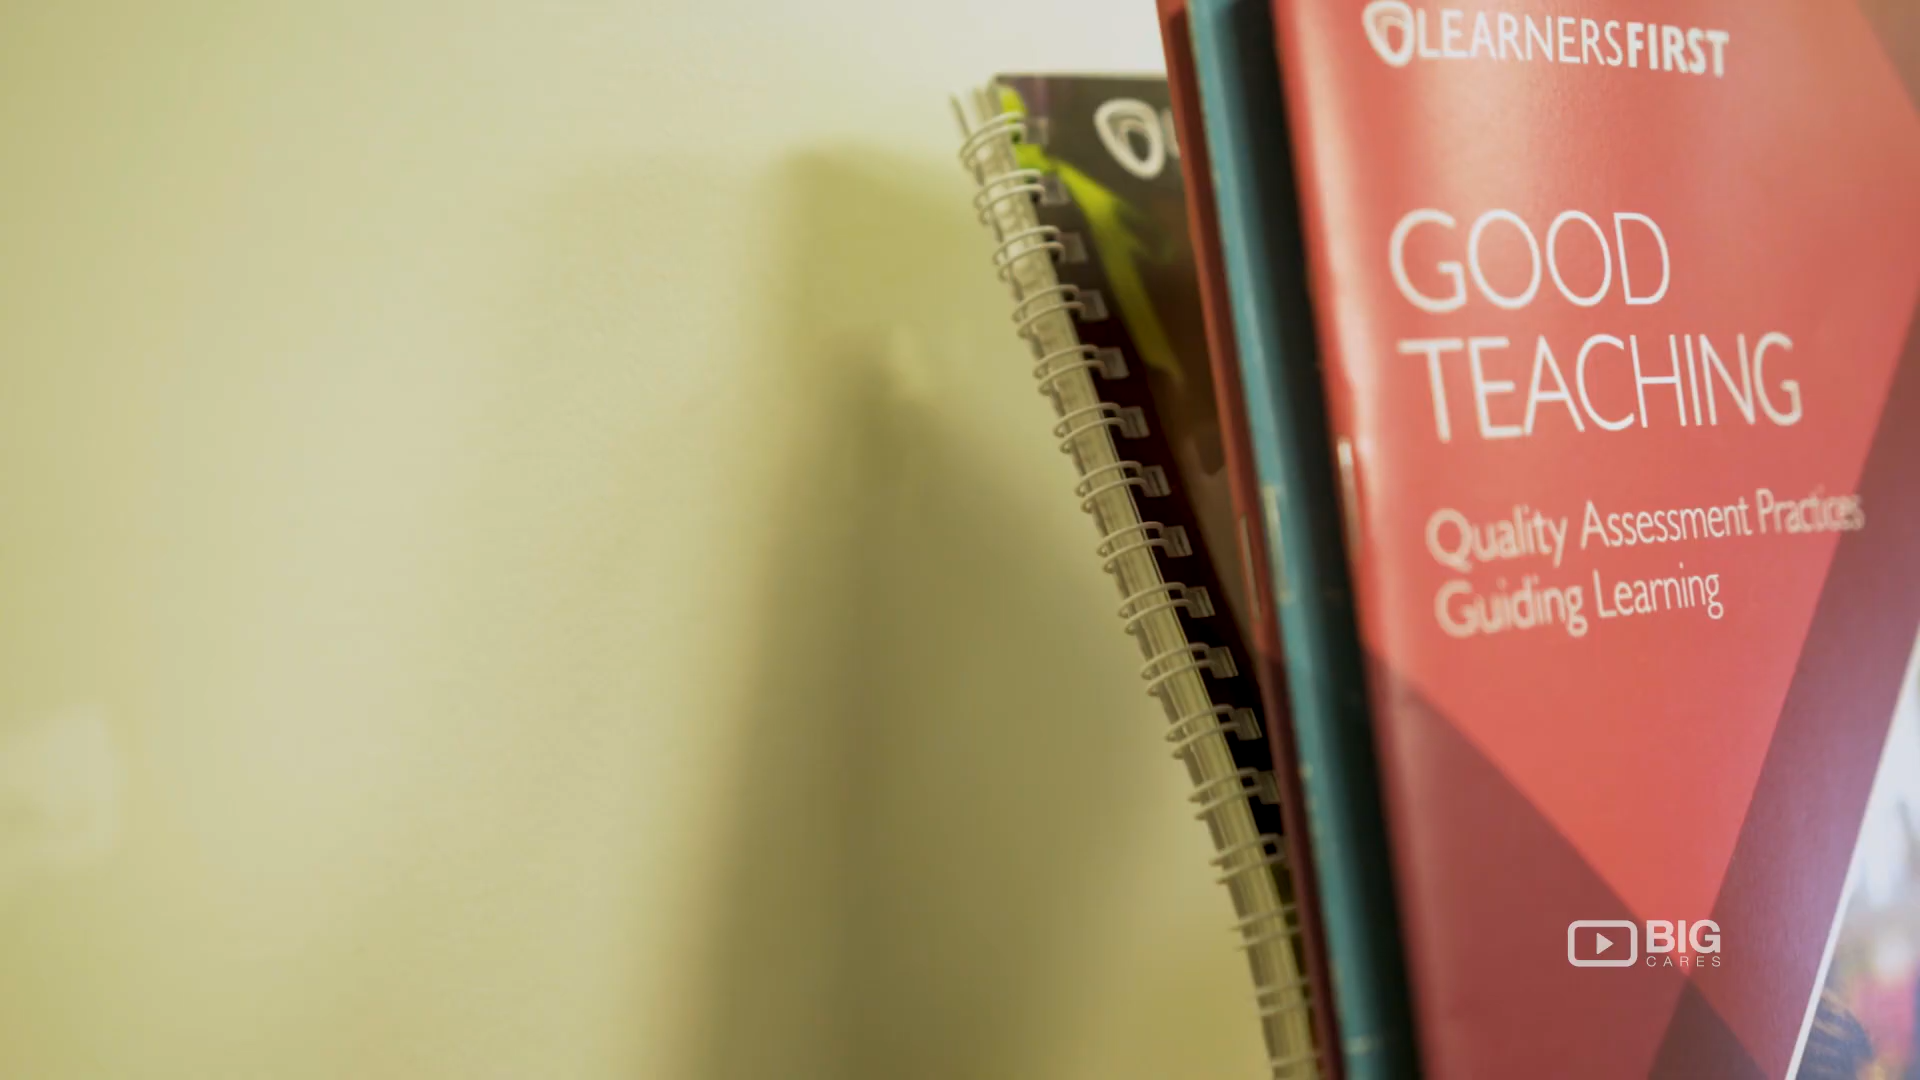 LEARNERSFIRST
GOOD
TEACHING
Quality Assessment Practices
Guiding Learning
BIG
CARES